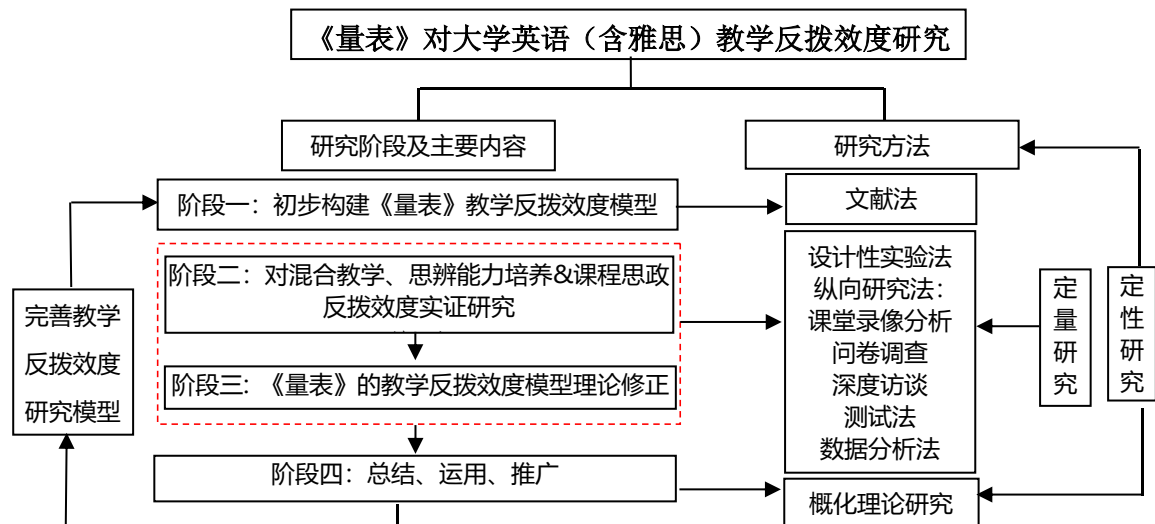 《量表》对大学英语（含雅思）教学反拨效度研究
研究阶段及主要内容
研究方法
阶段一：初步构建《量表》教学反拨效度模型
文献法
阶段二：对混合教学、思辨能力培养&课程思政
反拨效度实证研究
阶段三：《量表》的教学反拨效度模型理论修正
阶段四：总结、运用、推广
完善教学
反拨效度
研究模型
设计性实验法
纵向研究法：
课堂录像分析
问卷调查
深度访谈
测试法
数据分析法
概化理论研究
定量研究
定性研究